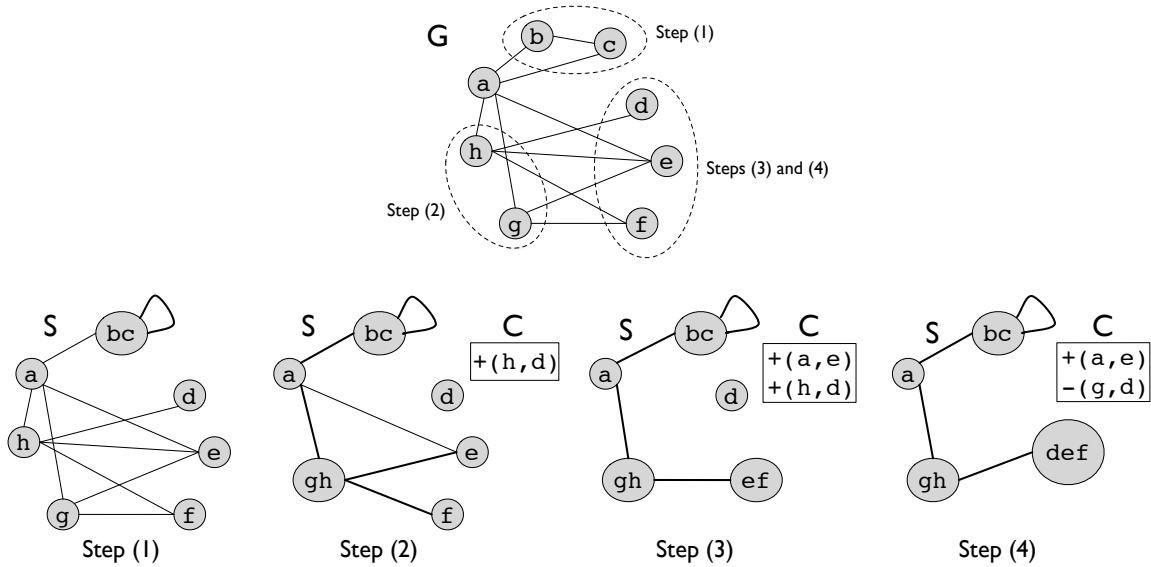 G
b
c
Step (1)
a
d
h
e
Steps (3) and (4)
Step (2)
g
f
S
bc
a
d
h
e
g
f
Step (1)
S
bc
C
+(h,d)
a
d
e
gh
f
Step (2)
S
bc
C
+(a,e)
+(h,d)
a
d
gh
ef
Step (3)
S
bc
C
+(a,e)
-(g,d)
a
def
gh
Step (4)